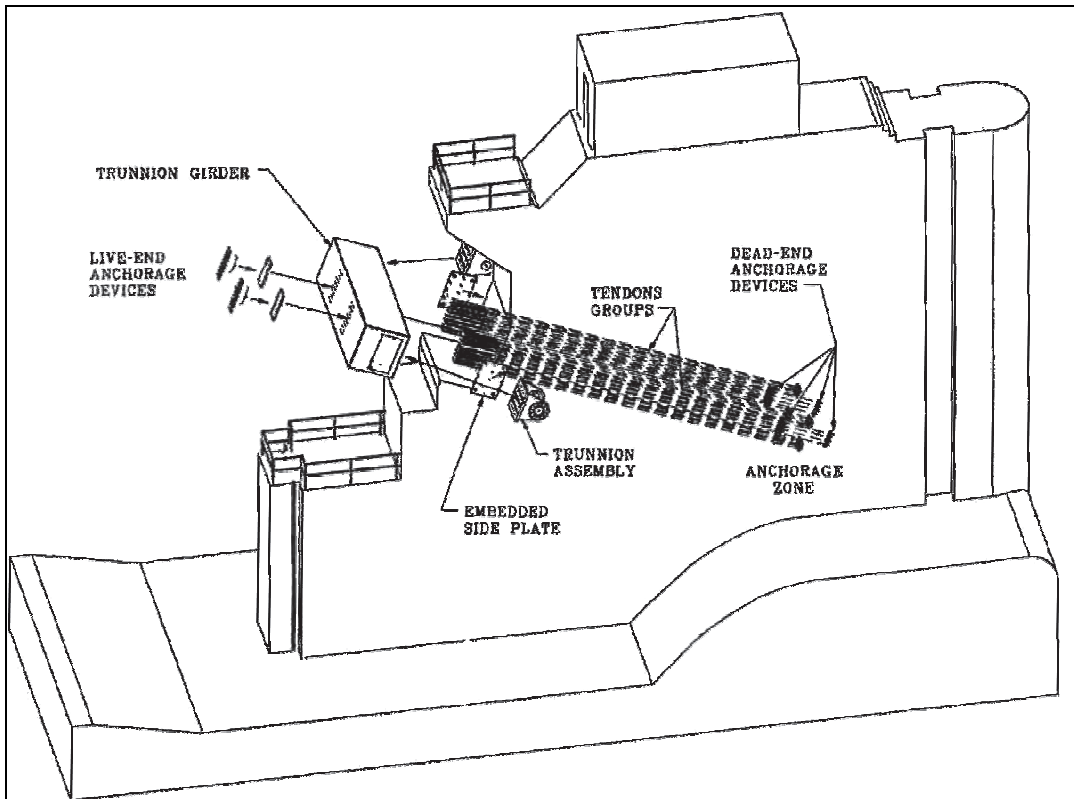 TRUNNION GIRDER
LIVE-END
ANCHORAGE
DEVICES
DEAD-END
ANCHORAGE
DEVICES
TENDONS
GROUPS
TRUNNION
ASSEMBLY
ANCHORAGE
ZONE
EMBEDDED
SIDE PLATE